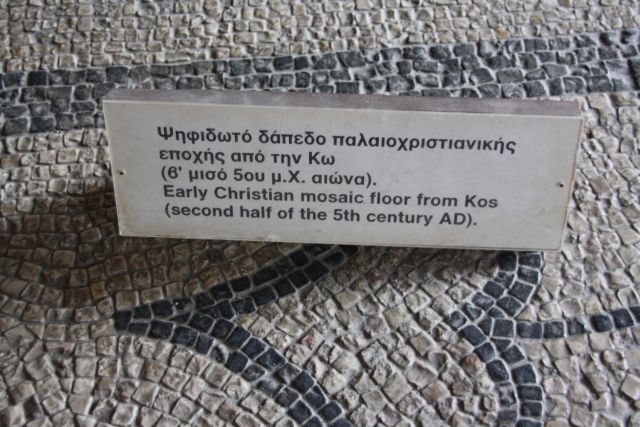 Ψηφιδωτό δάπεδο παλαιοχριστιανικής
εποχής από την Κω
(6' μισό 5ου μ.Χ. αιώνα).
Early Christian mosaic floor from Kos
(second half of the 5th century AD).